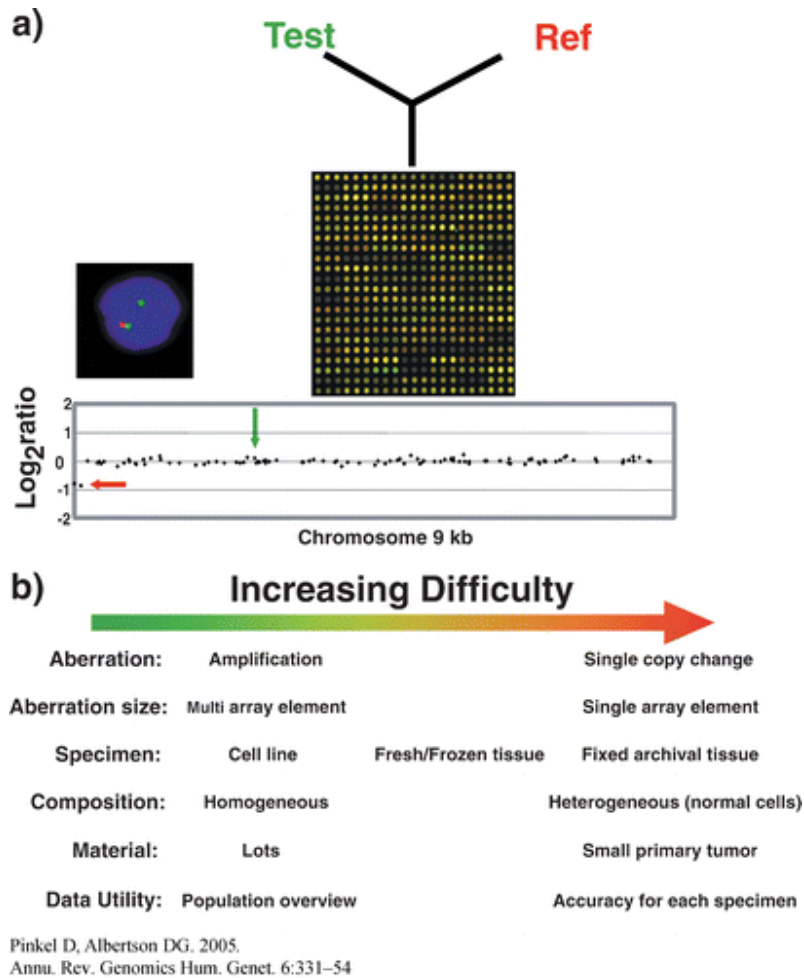 a)
Test Ref
Log2ratio
2
1
0
-1
-2
Chromosome 9 kb
b)
Increasing Difficulty
Aberration: Amplification Single copy change
Aberration size: Multi array element Single array element
Specimen: Cell line Fresh/Frozen tissue Fixed archival tissue
Composition: Homogeneous Heterogeneous (normal cells)
Material: Lots Small primary tumor
Data Utility: Population overview Accuracy for each specimen
Pinkel D, Albertson DG. 2005.
Annu. Rev. Genomics Hum. Genet. 6:331–54